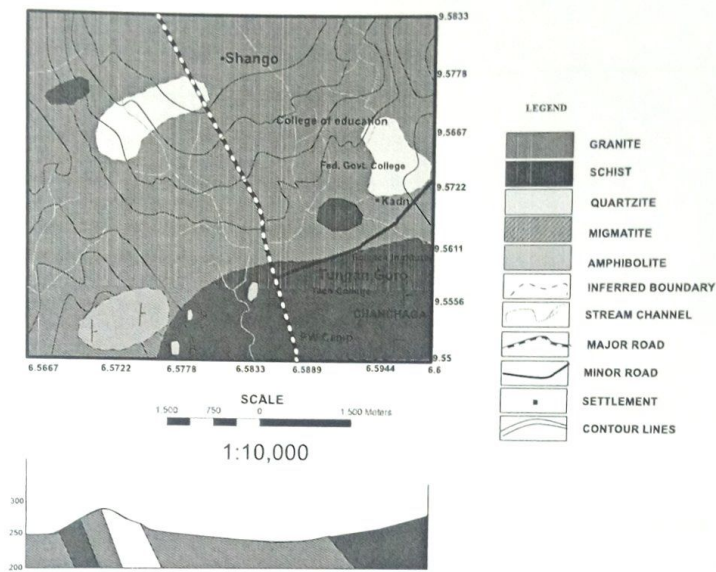 9.5833
•Shango
9.5778
LEGEND
College of education
9.5667
GRANITE
Fed. Govt. College
SCHIST
9.5722
•Kadna
QUARTZITE
MIGMATITE
9.5611
AMPHIBOLITE
Tungan Goro
INFERRED BOUNDARY
9.5556
CHANCHAGA
STREAM CHANNEL
PW Camp
MAJOR ROAD
9.55
6.5667 6.5722 6.5778 6.5833 6.5889 6.5944 6.6
MINOR ROAD
SCALE
SETTLEMENT
1 500 750 0 1 500 Meters
CONTOUR LINES
1:10,000
300
250
200